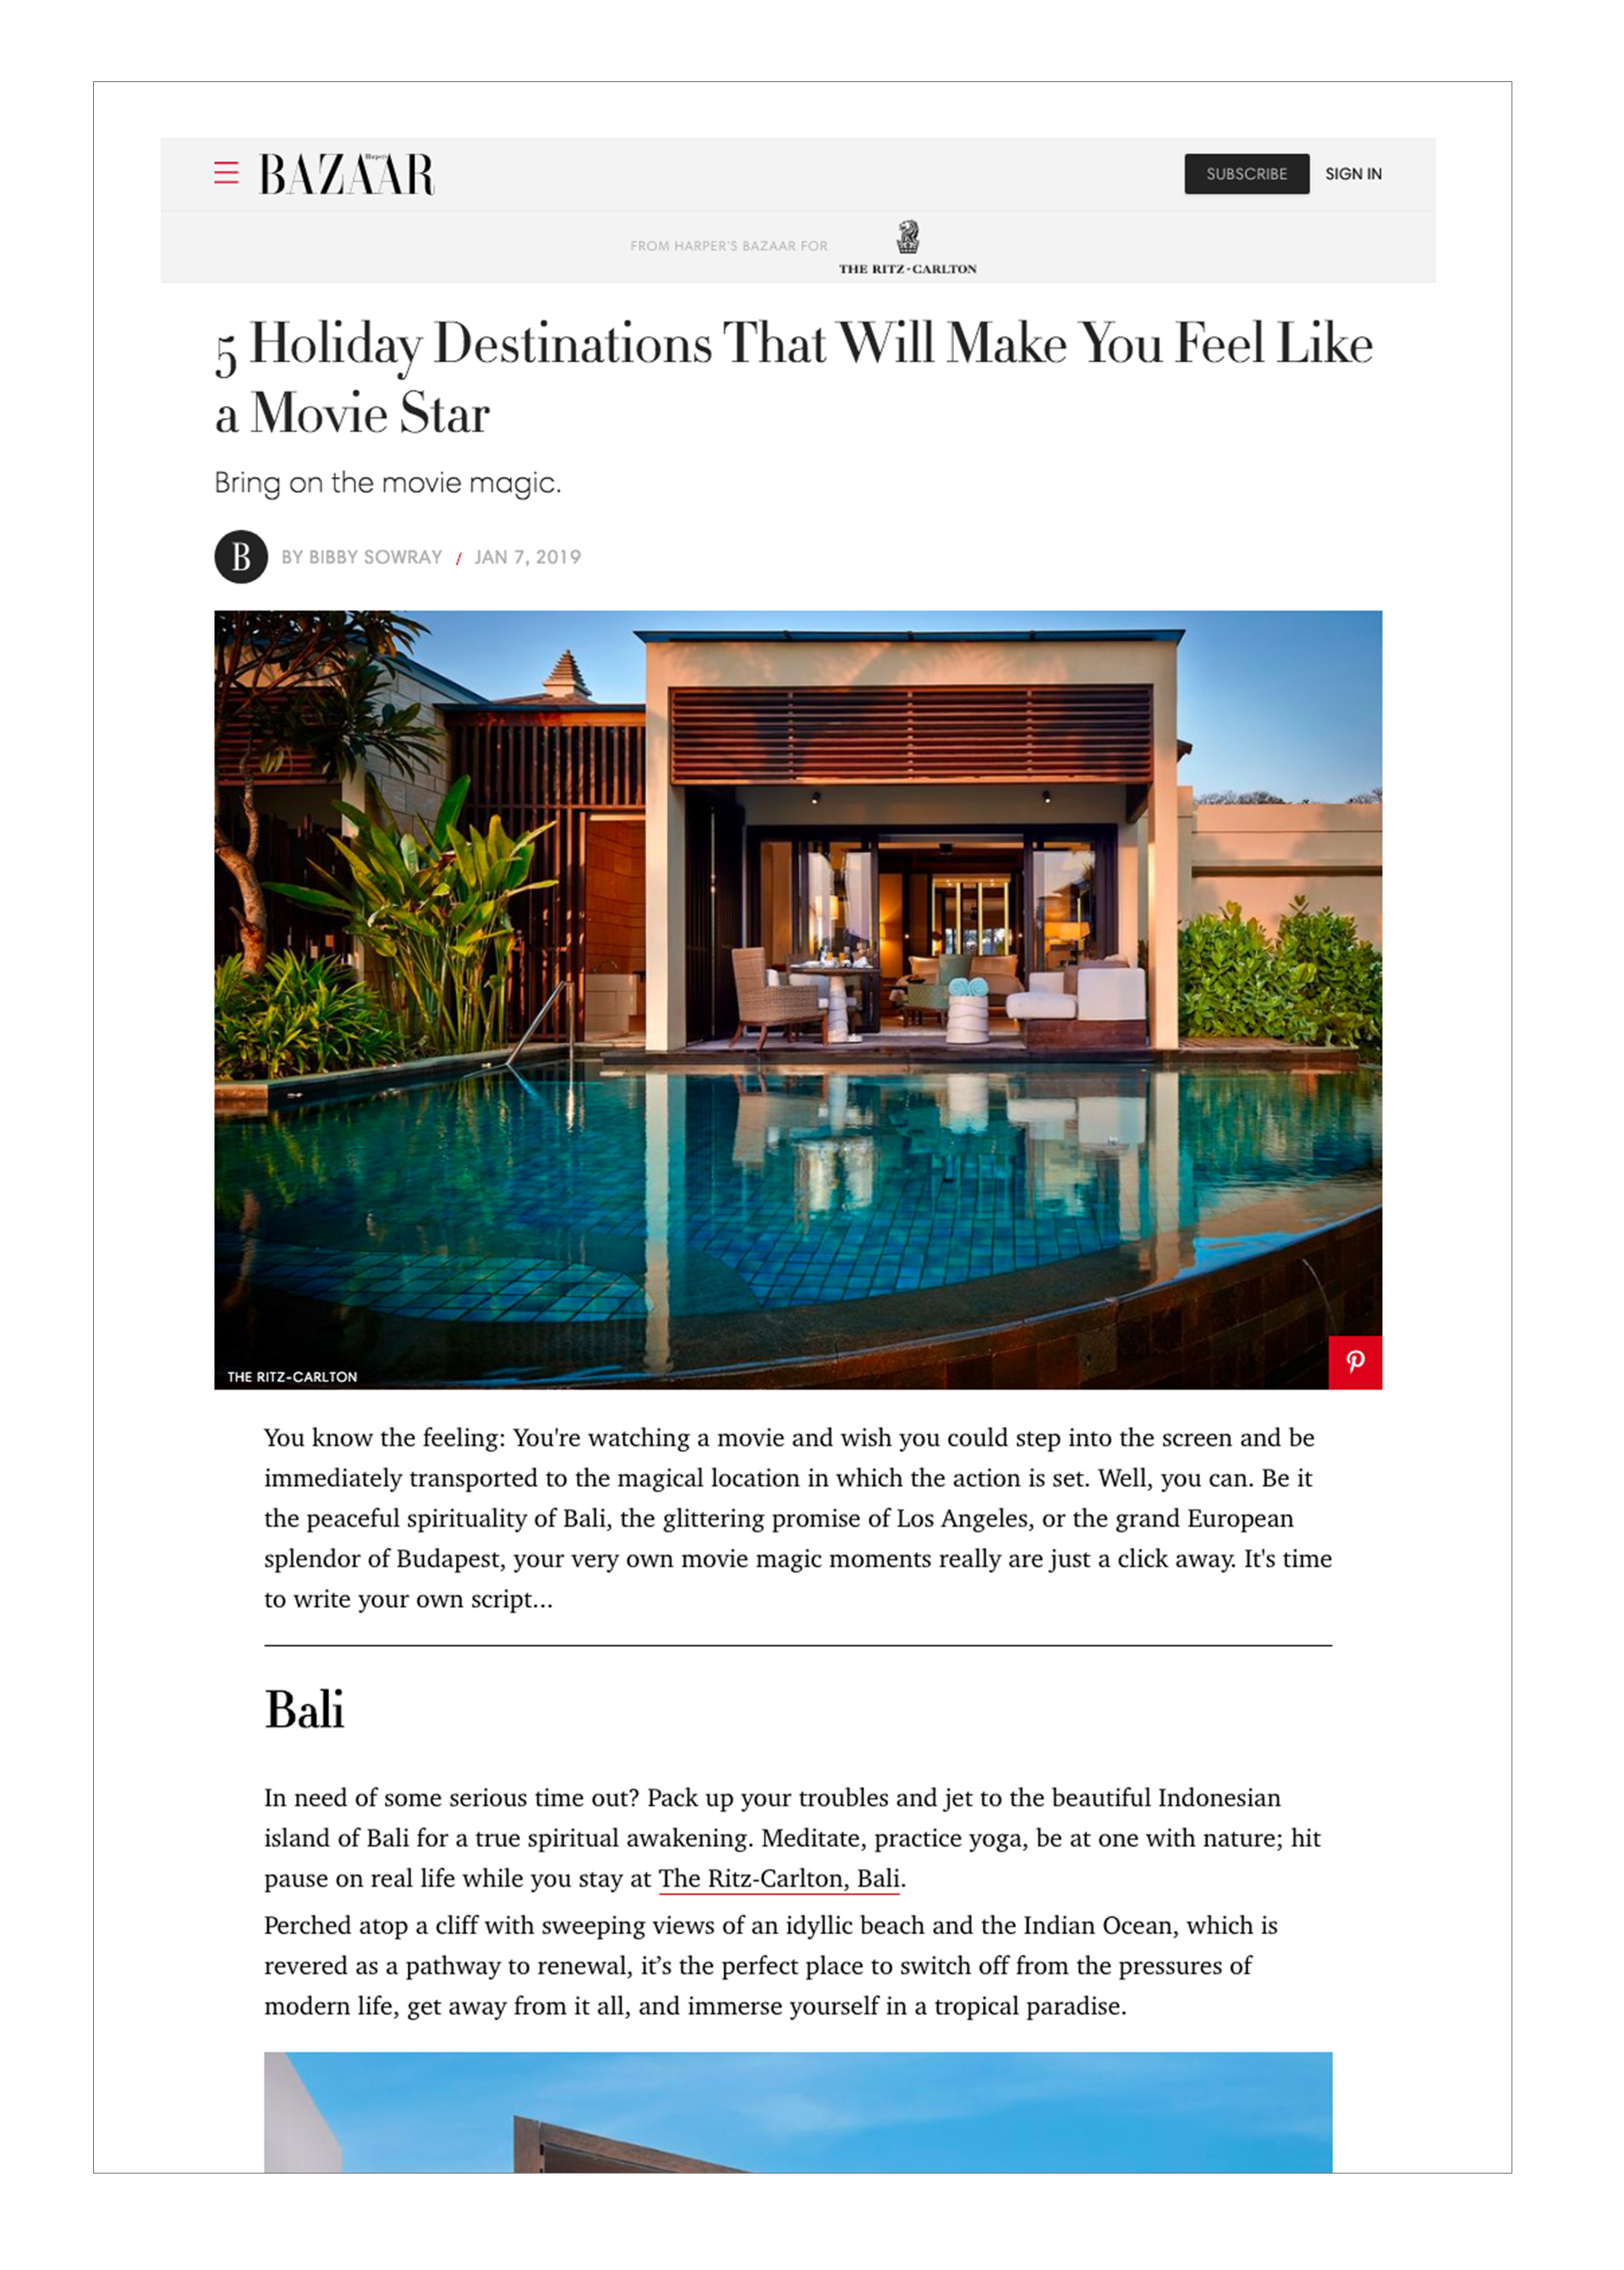 Harper's
BAZAAR
SUBSCRIBE
SIGN IN
FROM HARPER'S BAZAAR FOR
THE RITZ-CARLTON
5 Holiday Destinations That Will Make You Feel Like
a Movie Star
Bring on the movie magic.
B
BY BIBBY SOWRAY / JAN 7, 2019
THE RITZ-CARLTON
You know the feeling: You're watching a movie and wish you could step into the screen and be
immediately transported to the magical location in which the action is set. Well, you can. Be it
the peaceful spirituality of Bali, the glittering promise of Los Angeles, or the grand European
splendor of Budapest, your very own movie magic moments really are just a click away. It's time
to write your own script...
Bali
In need of some serious time out? Pack up your troubles and jet to the beautiful Indonesian
island of Bali for a true spiritual awakening. Meditate, practice yoga, be at one with nature; hit
pause on real life while you stay at The Ritz-Carlton, Bali.
Perched atop a cliff with sweeping views of an idyllic beach and the Indian Ocean, which is
revered as a pathway to renewal, it’s the perfect place to switch off from the pressures of
modern life, get away from it all, and immerse yourself in a tropical paradise.